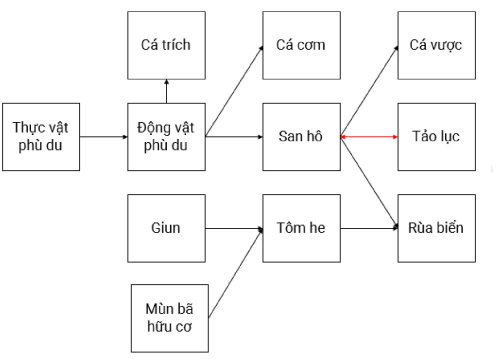 Cá trích
Cá cơm
Cá vược
Thực vật
phù du
Động vật
phù du
San hô
Tảo lục
Giun
Tôm he
Rùa biển
Mùn bã
hữu cơ